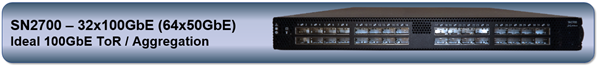 SN2700 – 32x100GbE (64x50GbE)
Ideal 100GbE ToR / Aggregation